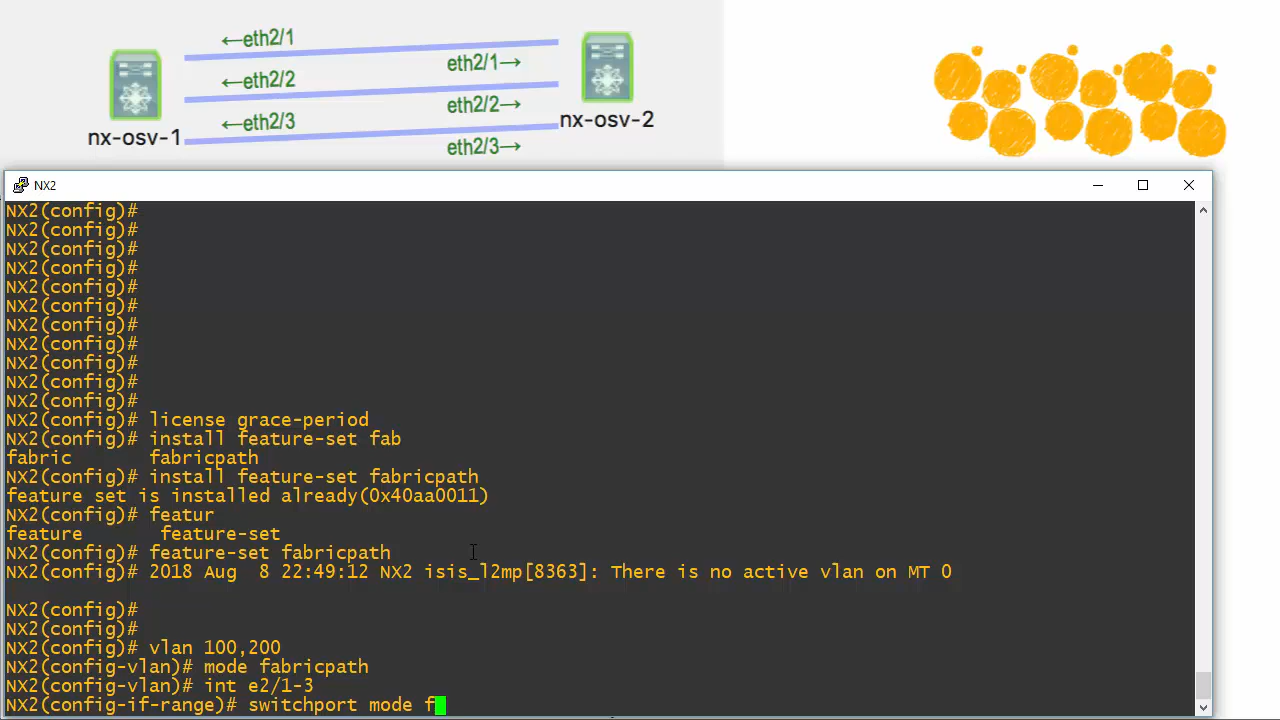 ←eth2/1
eth2/1→
←eth2/2
eth2/2→
←eth2/3
eth2/3→
nx-osv-1
nx-osv-2
NX2
NX2(config)#
NX2(config)#
NX2(config)#
NX2(config)#
NX2(config)#
NX2(config)#
NX2(config)#
NX2(config)#
NX2(config)#
NX2(config)#
NX2(config)#
NX2(config)# license grace-period
NX2(config)# install feature-set fab
fabric       fabricpath
NX2(config)# install feature-set fabricpath
feature set is installed already(0x40aa0011)
NX2(config)# featur
feature       feature-set
NX2(config)# feature-set fabricpath
NX2(config)# 2018 Aug  8 22:49:12 NX2 isis_l2mp[8363]: There is no active vlan on MT 0
NX2(config)#
NX2(config)#
NX2(config)# vlan 100,200
NX2(config-vlan)# mode fabricpath
NX2(config-vlan)# int e2/1-3
NX2(config-if-range)# switchport mode f